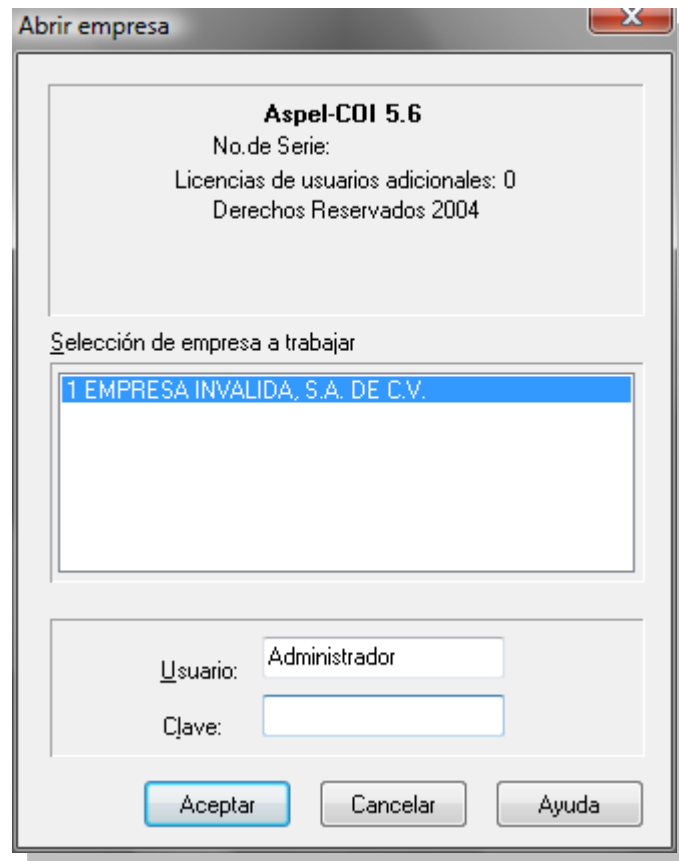 Abrir empresa
Aspel-COI 5.6
No.de Serie:
Licencias de usuarios adicionales: 0
Derechos Reservados 2004
Selección de empresa a trabajar
1 EMPRESA INVALIDA, S.A. DE C.V.
Usuario: Administrador
Clave:
Aceptar Cancelar Ayuda